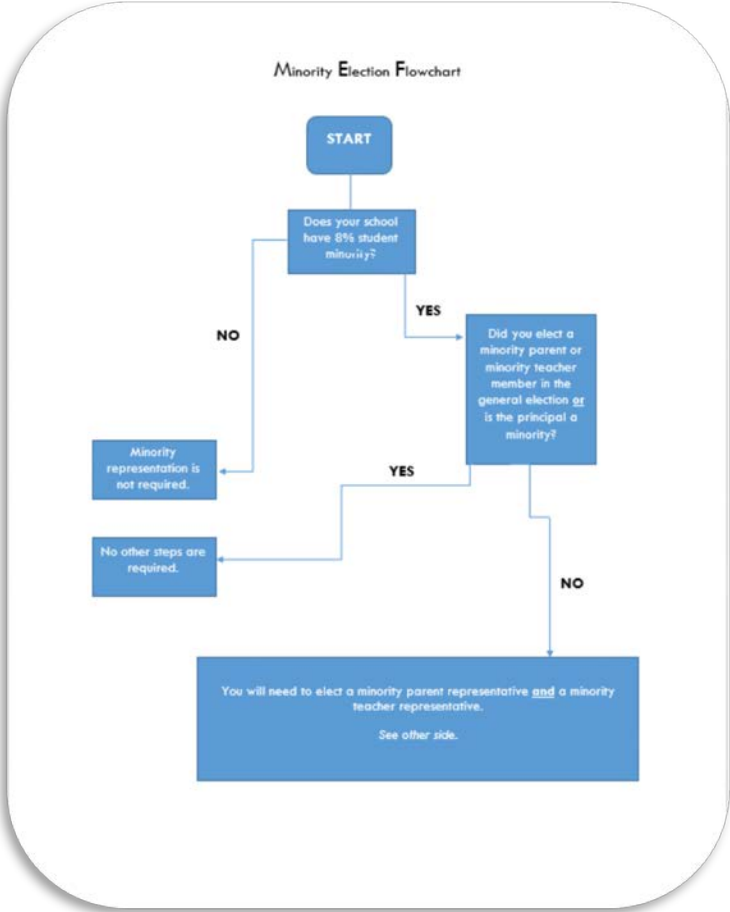 Minority Election Flowchart
START
Does your school
have 8% student
minority?
YES
NO
Did you elect a
minority parent or
minority teacher
member in the
general election or
is the principal a
minority?
Minority
representation is
not required.
YES
No other steps are
required.
NO
You will need to elect a minority parent representative and a minority
teacher representative.
See other side.